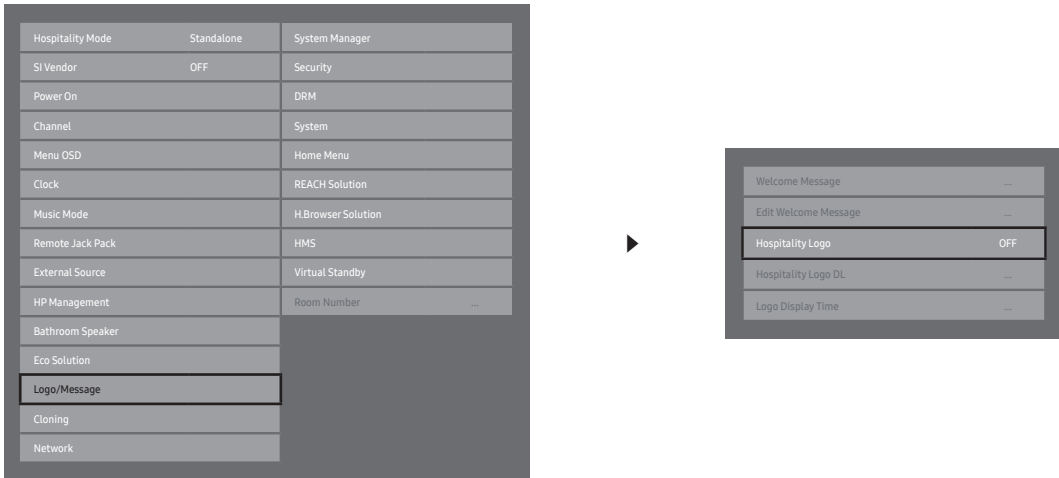 Hospitality Mode Standalone
SI Vendor OFF
Power On
Channel
Menu OSD
Clock
Music Mode
Remote Jack Pack
External Source
HP Management
Bathroom Speaker
Eco Solution
Logo/Message
Cloning
Network
System Manager
Security
DRM
System
Home Menu
REACH Solution
H.Browser Solution
HMS
Virtual Standby
Room Number ...
Welcome Message ...
Edit Welcome Message ...
Hospitality Logo OFF
Hospitality Logo DL ...
Logo Display Time ...